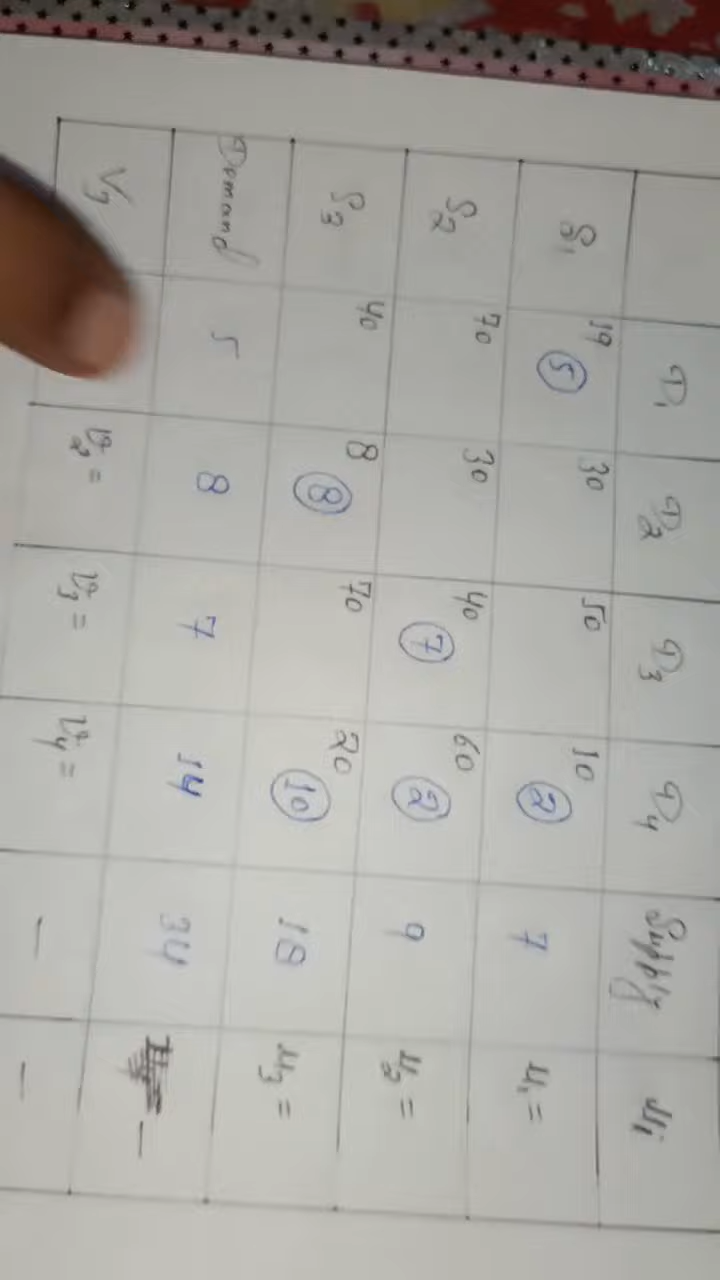 D1 D2 D3 D4 Supply ui
S1 19 (5) 30 50 10 (2) 7 u1 =
S2 70 30 40 (7) 60 (2) 9 u2 =
S3 40 8 (8) 70 20 (10) 18 u3 =
Demand 5 8 7 14 34 –
Vj v2 = v3 = v4 = – –